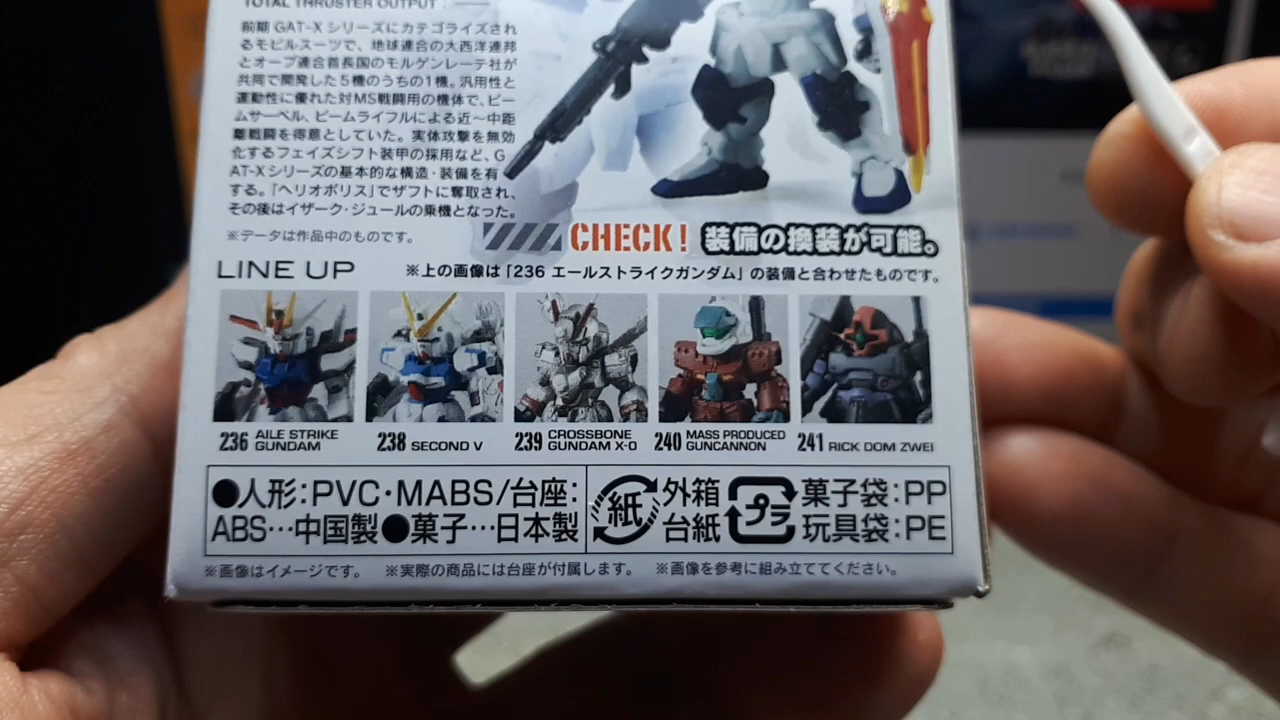 TOTAL THRUSTER OUTPUT :
前期 GAT-X シリーズにカテゴライズされ
るモビルスーツで、地球連合の大西洋連邦
とオーブ連合首長国のモルゲンレーテ社が
共同で開発した5機のうちの1機。汎用性と
運動性に優れた対MS戦闘用の機体で、ビー
ムサーベル、ビームライフルによる近〜中距
離戦闘を得意としていた。実体攻撃を無効
化するフェイズシフト装甲の採用など、G
AT-Xシリーズの基本的な構造・装備を有
する。「ヘリオポリス」でザフトに奪取され、
その後はイザーク・ジュールの乗機となった。
※データは作品中のものです。
CHECK! 装備の換装が可能。
※上の画像は「236 エールストライクガンダム」の装備と合わせたものです。
LINE UP
236 AILE STRIKE GUNDAM
238 SECOND V
239 CROSSBONE GUNDAM X-0
240 MASS PRODUCED GUNCANNON
241 RICK DOM ZWEI
●人形:PVC・MABS/台座:
ABS…中国製●菓子…日本製
紙 外箱 台紙
プラ 菓子袋:PP
玩具袋:PE
※画像はイメージです。 ※実際の商品には台座が付属します。 ※画像を参考に組み立ててください。